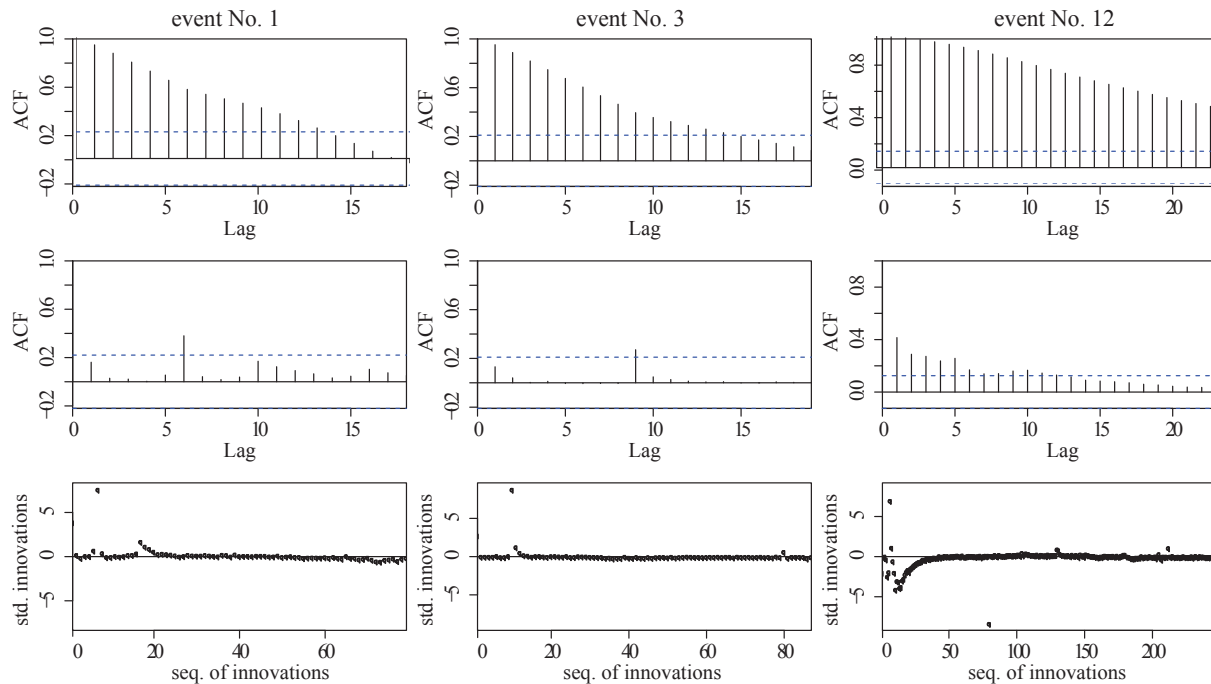 event No. 1
event No. 3
event No. 12
ACF
-0.2 0.2 0.6 1.0
0 5 10 15
Lag
ACF
-0.2 0.2 0.6 1.0
0 5 10 15
Lag
ACF
0.0 0.4 0.8
0 5 10 15 20
Lag
ACF
-0.2 0.2 0.6 1.0
0 5 10 15
Lag
ACF
-0.2 0.2 0.6 1.0
0 5 10 15
Lag
ACF
0.0 0.4 0.8
0 5 10 15 20
Lag
std. innovations
-5 0 5
0 20 40 60
seq. of innovations
std. innovations
-5 0 5
0 20 40 60 80
seq. of innovations
std. innovations
-5 0 5
0 50 100 150 200
seq. of innovations